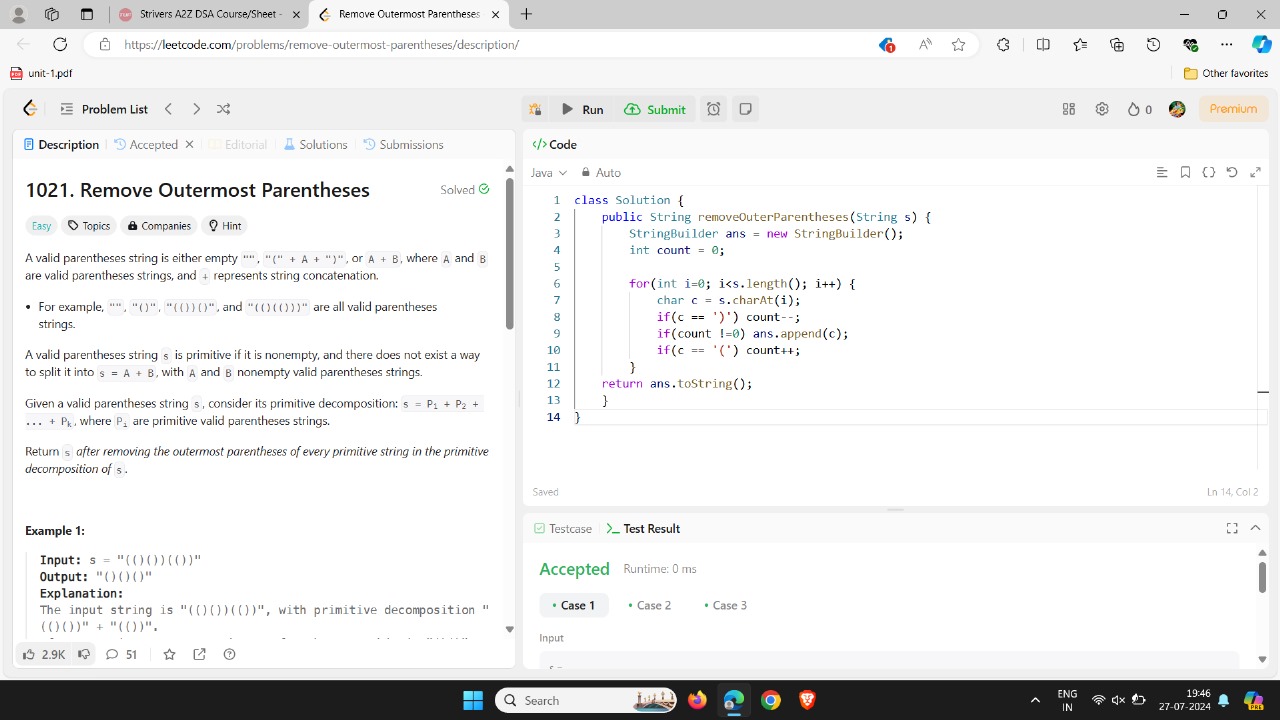 Strivers A2Z DSA Course/Sheet -
Remove Outermost Parentheses
https://leetcode.com/problems/remove-outermost-parentheses/description/
1
unit-1.pdf
Other favorites
Problem List
Run
Submit
0
Premium
Description
Accepted
Editorial
Solutions
Submissions
1021. Remove Outermost Parentheses
Solved
Easy
Topics
Companies
Hint
A valid parentheses string is either empty "", "(" + A + ")", or A + B, where A and B
are valid parentheses strings, and + represents string concatenation.
• For example, "", "()", "(())()", and "(()(()))" are all valid parentheses
strings.
A valid parentheses string s is primitive if it is nonempty, and there does not exist a way
to split it into s = A + B, with A and B nonempty valid parentheses strings.
Given a valid parentheses string s, consider its primitive decomposition: s = P1 + P2 +
... + Pk, where Pi are primitive valid parentheses strings.
Return s after removing the outermost parentheses of every primitive string in the primitive
decomposition of s.
Example 1:
Input: s = "(()())(())"
Output: "()()()"
Explanation:
The input string is "(()())(())", with primitive decomposition "
(()())" + "(())".
2.9K
51
Code
Java
Auto
1 class Solution {
2 public String removeOuterParentheses(String s) {
3 StringBuilder ans = new StringBuilder();
4 int count = 0;
5
6 for(int i=0; i<s.length(); i++) {
7 char c = s.charAt(i);
8 if(c == ')') count--;
9 if(count !=0) ans.append(c);
10 if(c == '(') count++;
11 }
12 return ans.toString();
13 }
14 }
Saved
Ln 14, Col 2
Testcase
Test Result
Accepted
Runtime: 0 ms
• Case 1
• Case 2
• Case 3
Input
Search
ENG
IN
19:46
27-07-2024
PRE